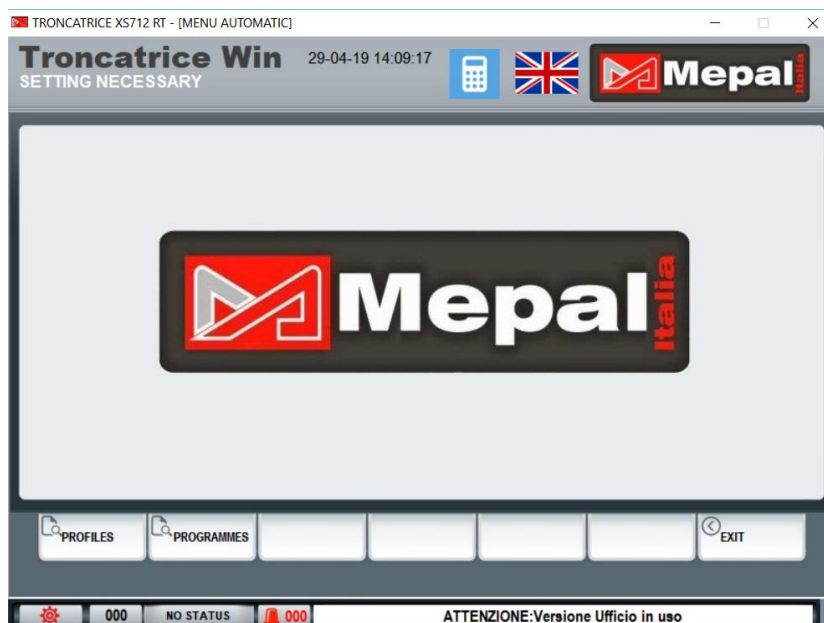 TRONCATRICE XS712 RT - [MENU AUTOMATIC]
Troncatrice Win
29-04-19 14:09:17
SETTING NECESSARY
Mepal Italia
Mepal Italia
PROFILES
PROGRAMMES
EXIT
000
NO STATUS
000
ATTENZIONE:Versione Ufficio in uso